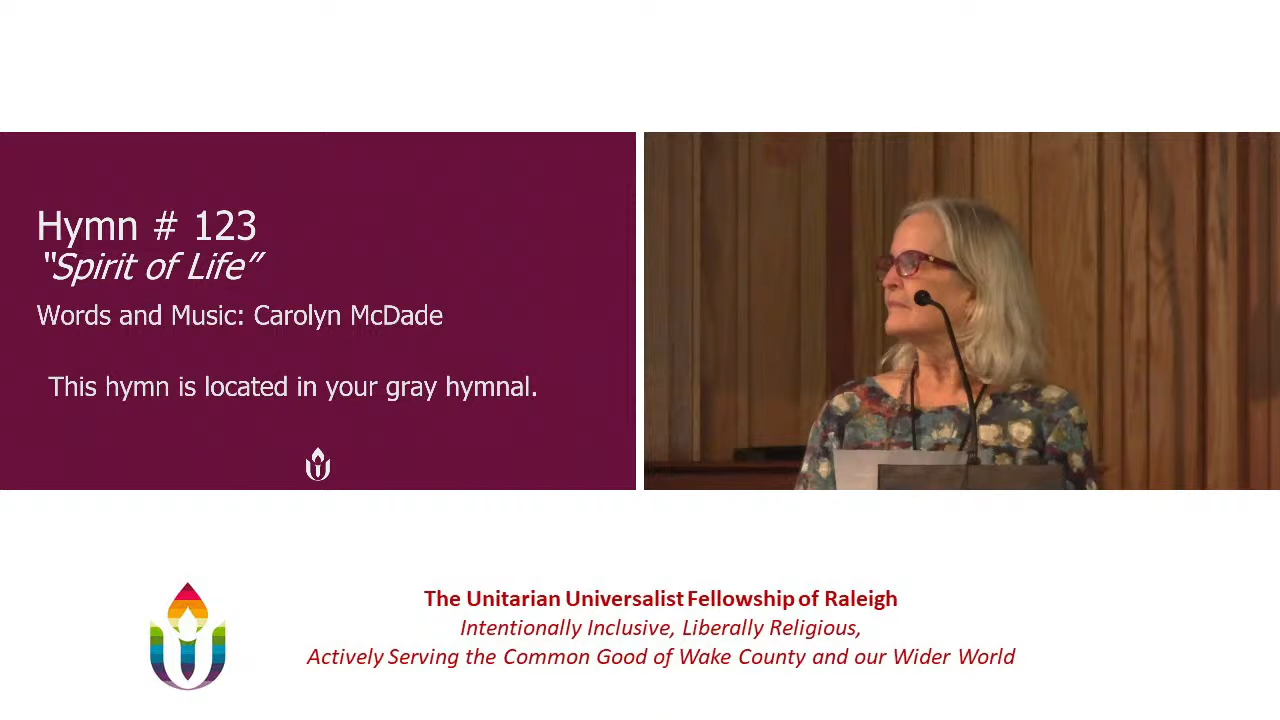 Hymn # 123
"Spirit of Life"
Words and Music: Carolyn McDade
This hymn is located in your gray hymnal.
The Unitarian Universalist Fellowship of Raleigh
Intentionally Inclusive, Liberally Religious,
Actively Serving the Common Good of Wake County and our Wider World